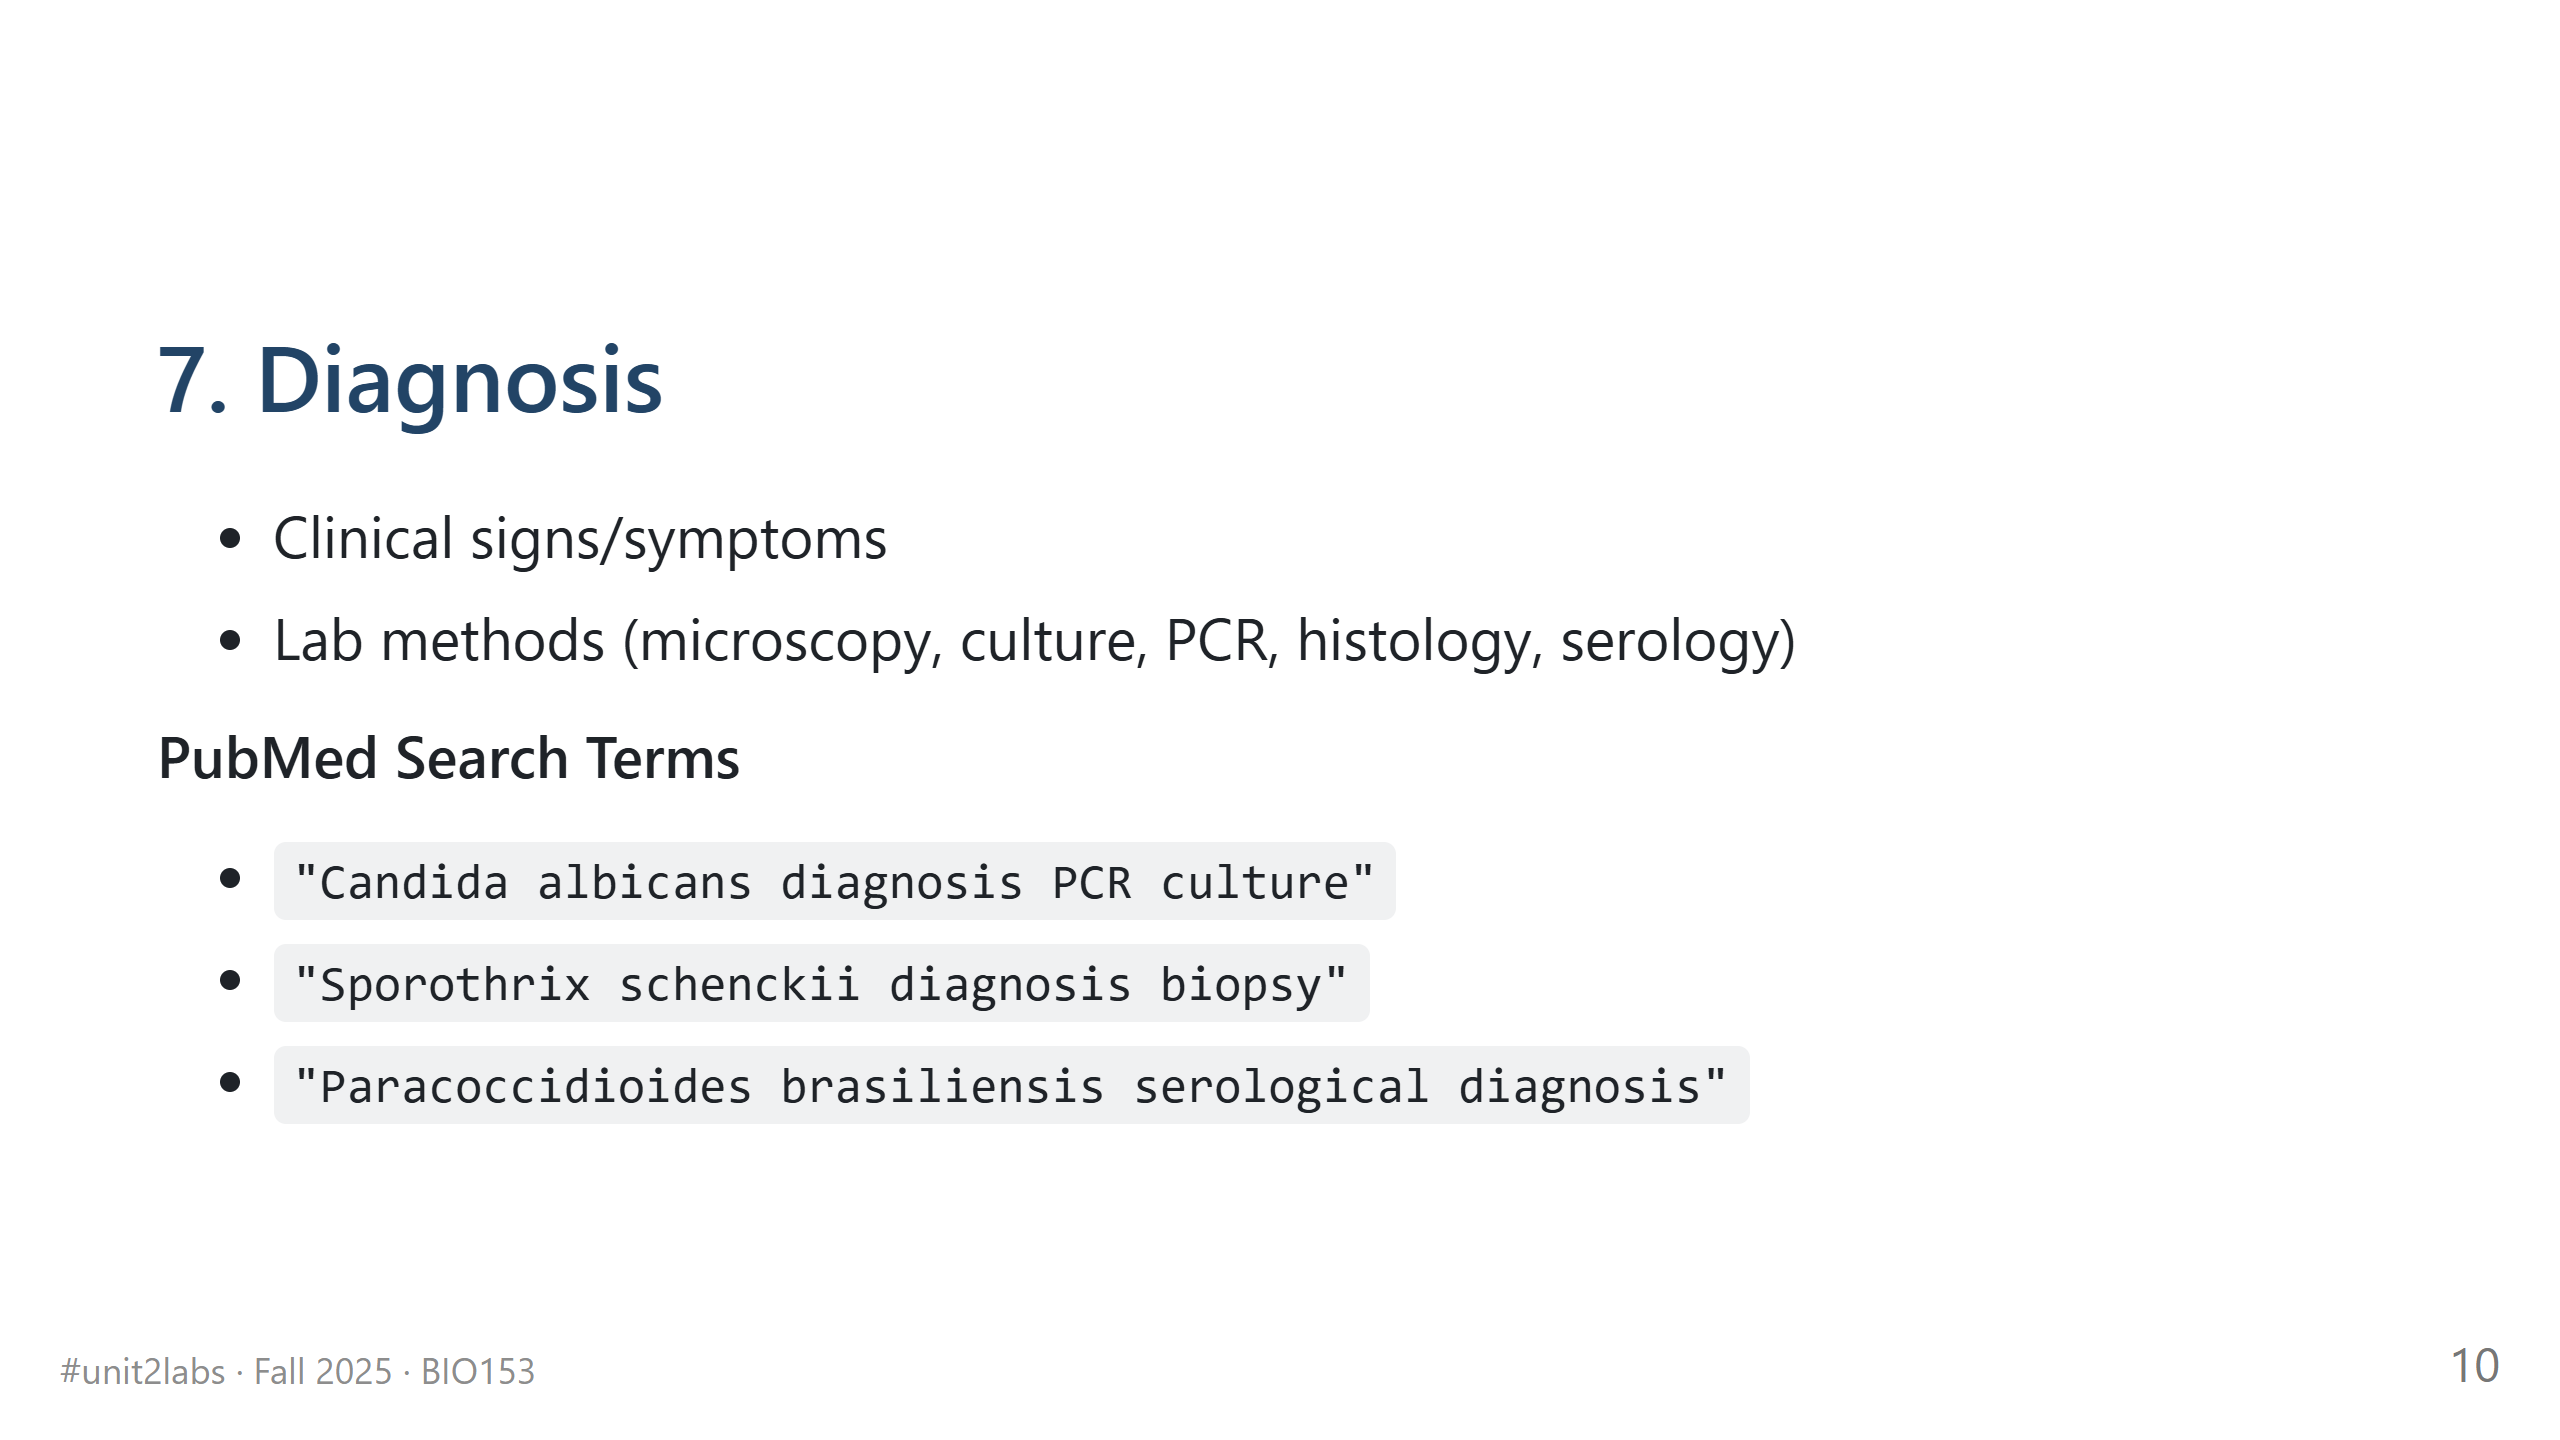 7. Diagnosis
• Clinical signs/symptoms
• Lab methods (microscopy, culture, PCR, histology, serology)
PubMed Search Terms
• "Candida albicans diagnosis PCR culture"
• "Sporothrix schenckii diagnosis biopsy"
• "Paracoccidioides brasiliensis serological diagnosis"
#unit2labs · Fall 2025 · BIO153
10